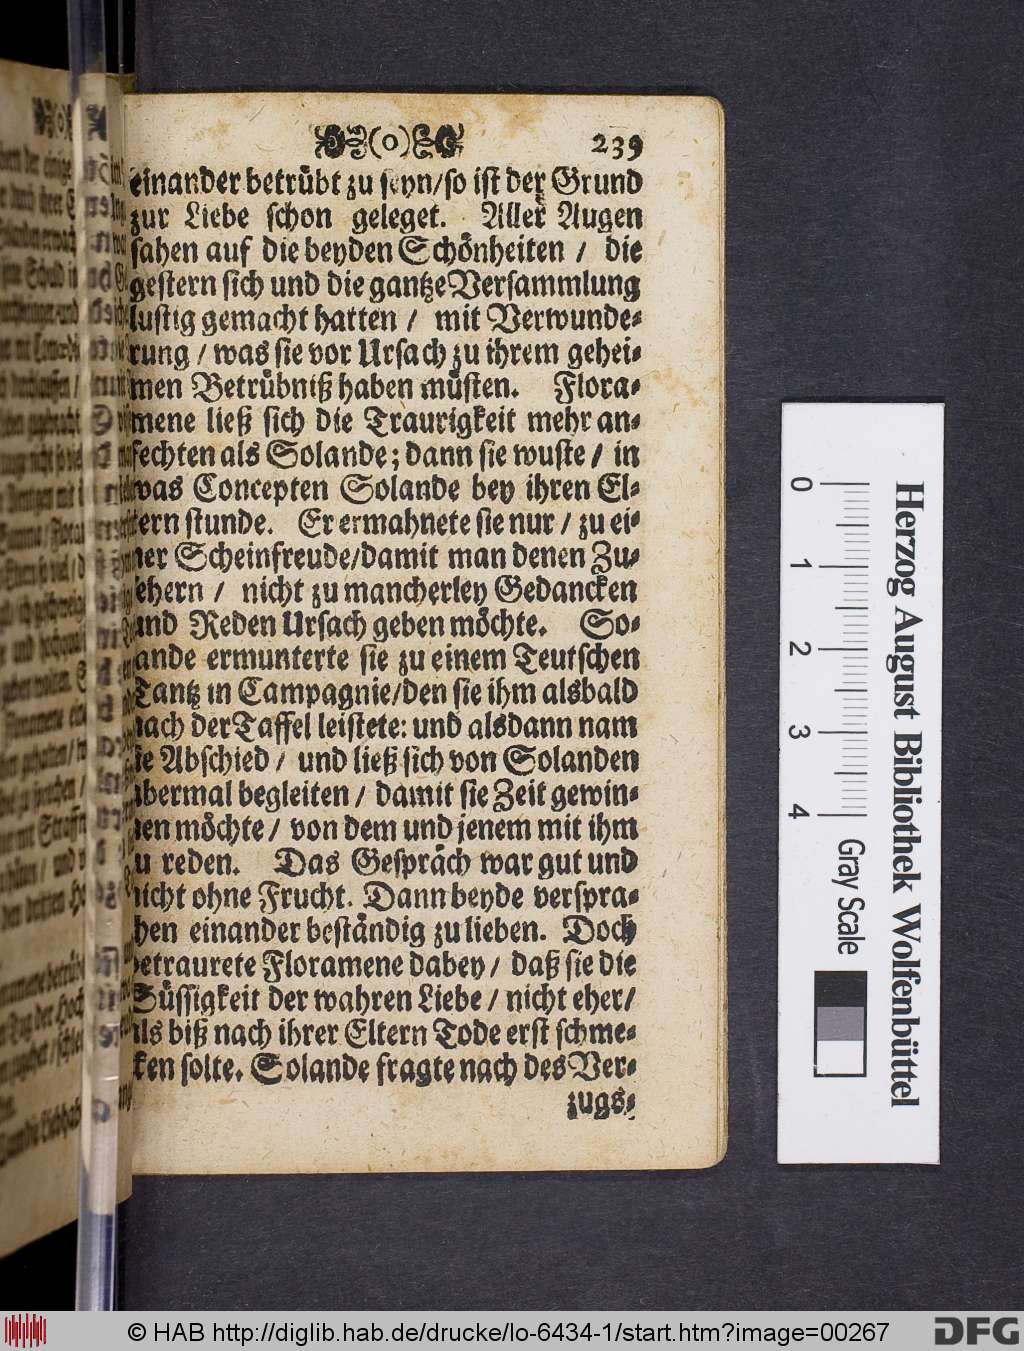 (o) 239
einander betrübt zu seyn/so ist der Grund
zur Liebe schon geleget. Aller Augen
sahen auf die beyden Schönheiten / die
gestern sich und die gantze Versammlung
lustig gemacht hatten / mit Verwunde-
rung / was sie vor Ursach zu ihrem gehei-
men Betrübniß haben müsten. Flora-
mene ließ sich die Traurigkeit mehr an-
fechten als Solande; dann sie wuste / in
was Concepten Solande bey ihren El-
tern stunde. Er ermahnete sie nur / zu ei-
ner Scheinfreude/damit man denen Zu-
sehern / nicht zu mancherley Gedancken
und Reden Ursach geben möchte. So-
lande ermunterte sie zu einem Teutschen
Tantz in Campagnie/den sie ihm alsbald
nach der Taffel leistete: und alsdann nam
sie Abschied / und ließ sich von Solanden
abermal begleiten / damit sie Zeit gewin-
nen möchte / von dem und jenem mit ihm
zu reden. Das Gespräch war gut und
nicht ohne Frucht. Dann beyde verspra-
chen einander beständig zu lieben. Doch
betraurete Floramene dabey / daß sie die
Süssigkeit der wahren Liebe / nicht eher/
als biß nach ihrer Eltern Tode erst schme-
ken solte. Solande fragte nach des Ver-
zugs-
0 1 2 3 4
Gray Scale
Herzog August Bibliothek Wolfenbüttel
© HAB http://diglib.hab.de/drucke/lo-6434-1/start.htm?image=00267
DFG